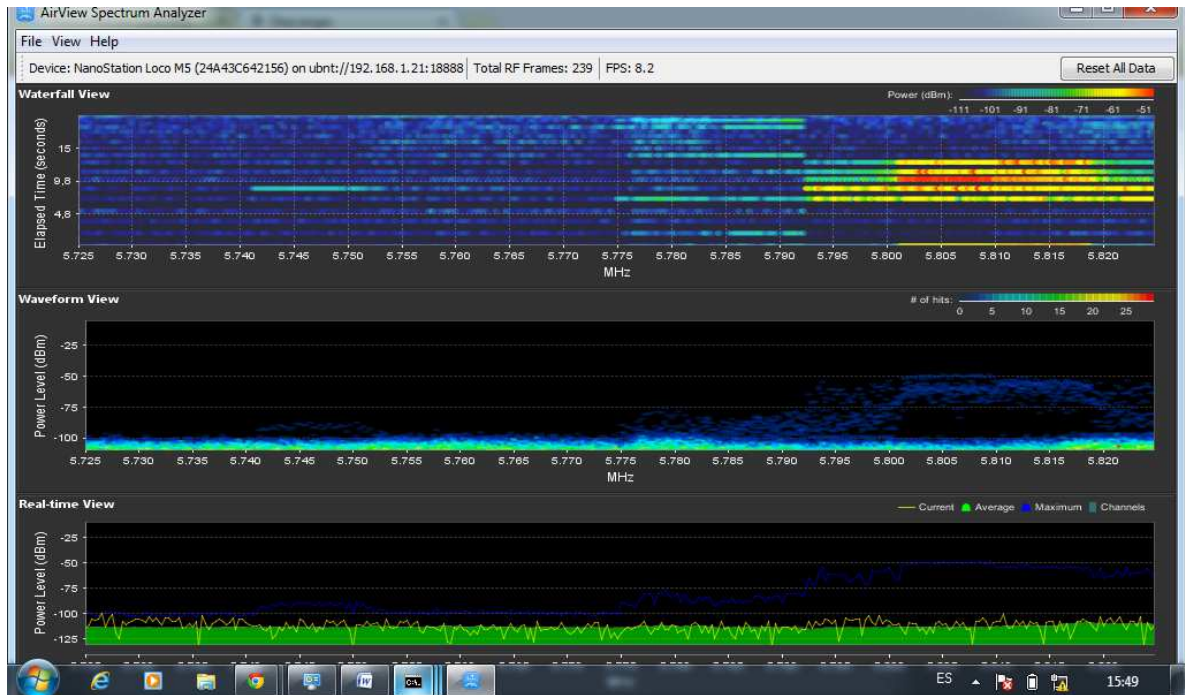 AirView Spectrum Analyzer
File View Help
Device: NanoStation Loco M5 (24A43C642156) on ubnt://192.168.1.21:18888 Total RF Frames: 239 FPS: 8.2 Reset All Data
Waterfall View Power (dBm):
-111 -101 -91 -81 -71 -61 -51
Elapsed Time (seconds)
15
9,8
4,8
5.725 5.730 5.735 5.740 5.745 5.750 5.755 5.760 5.765 5.770 5.775 5.780 5.785 5.790 5.795 5.800 5.805 5.810 5.815 5.820
MHz
Waveform View # of hits:
0 5 10 15 20 25
Power Level (dBm)
-25
-50
-75
-100
5.725 5.730 5.735 5.740 5.745 5.750 5.755 5.760 5.765 5.770 5.775 5.780 5.785 5.790 5.795 5.800 5.805 5.810 5.815 5.820
MHz
Real-time View Current Average Maximum Channels
Power Level (dBm)
-25
-50
-75
-100
-125
ES 15:49